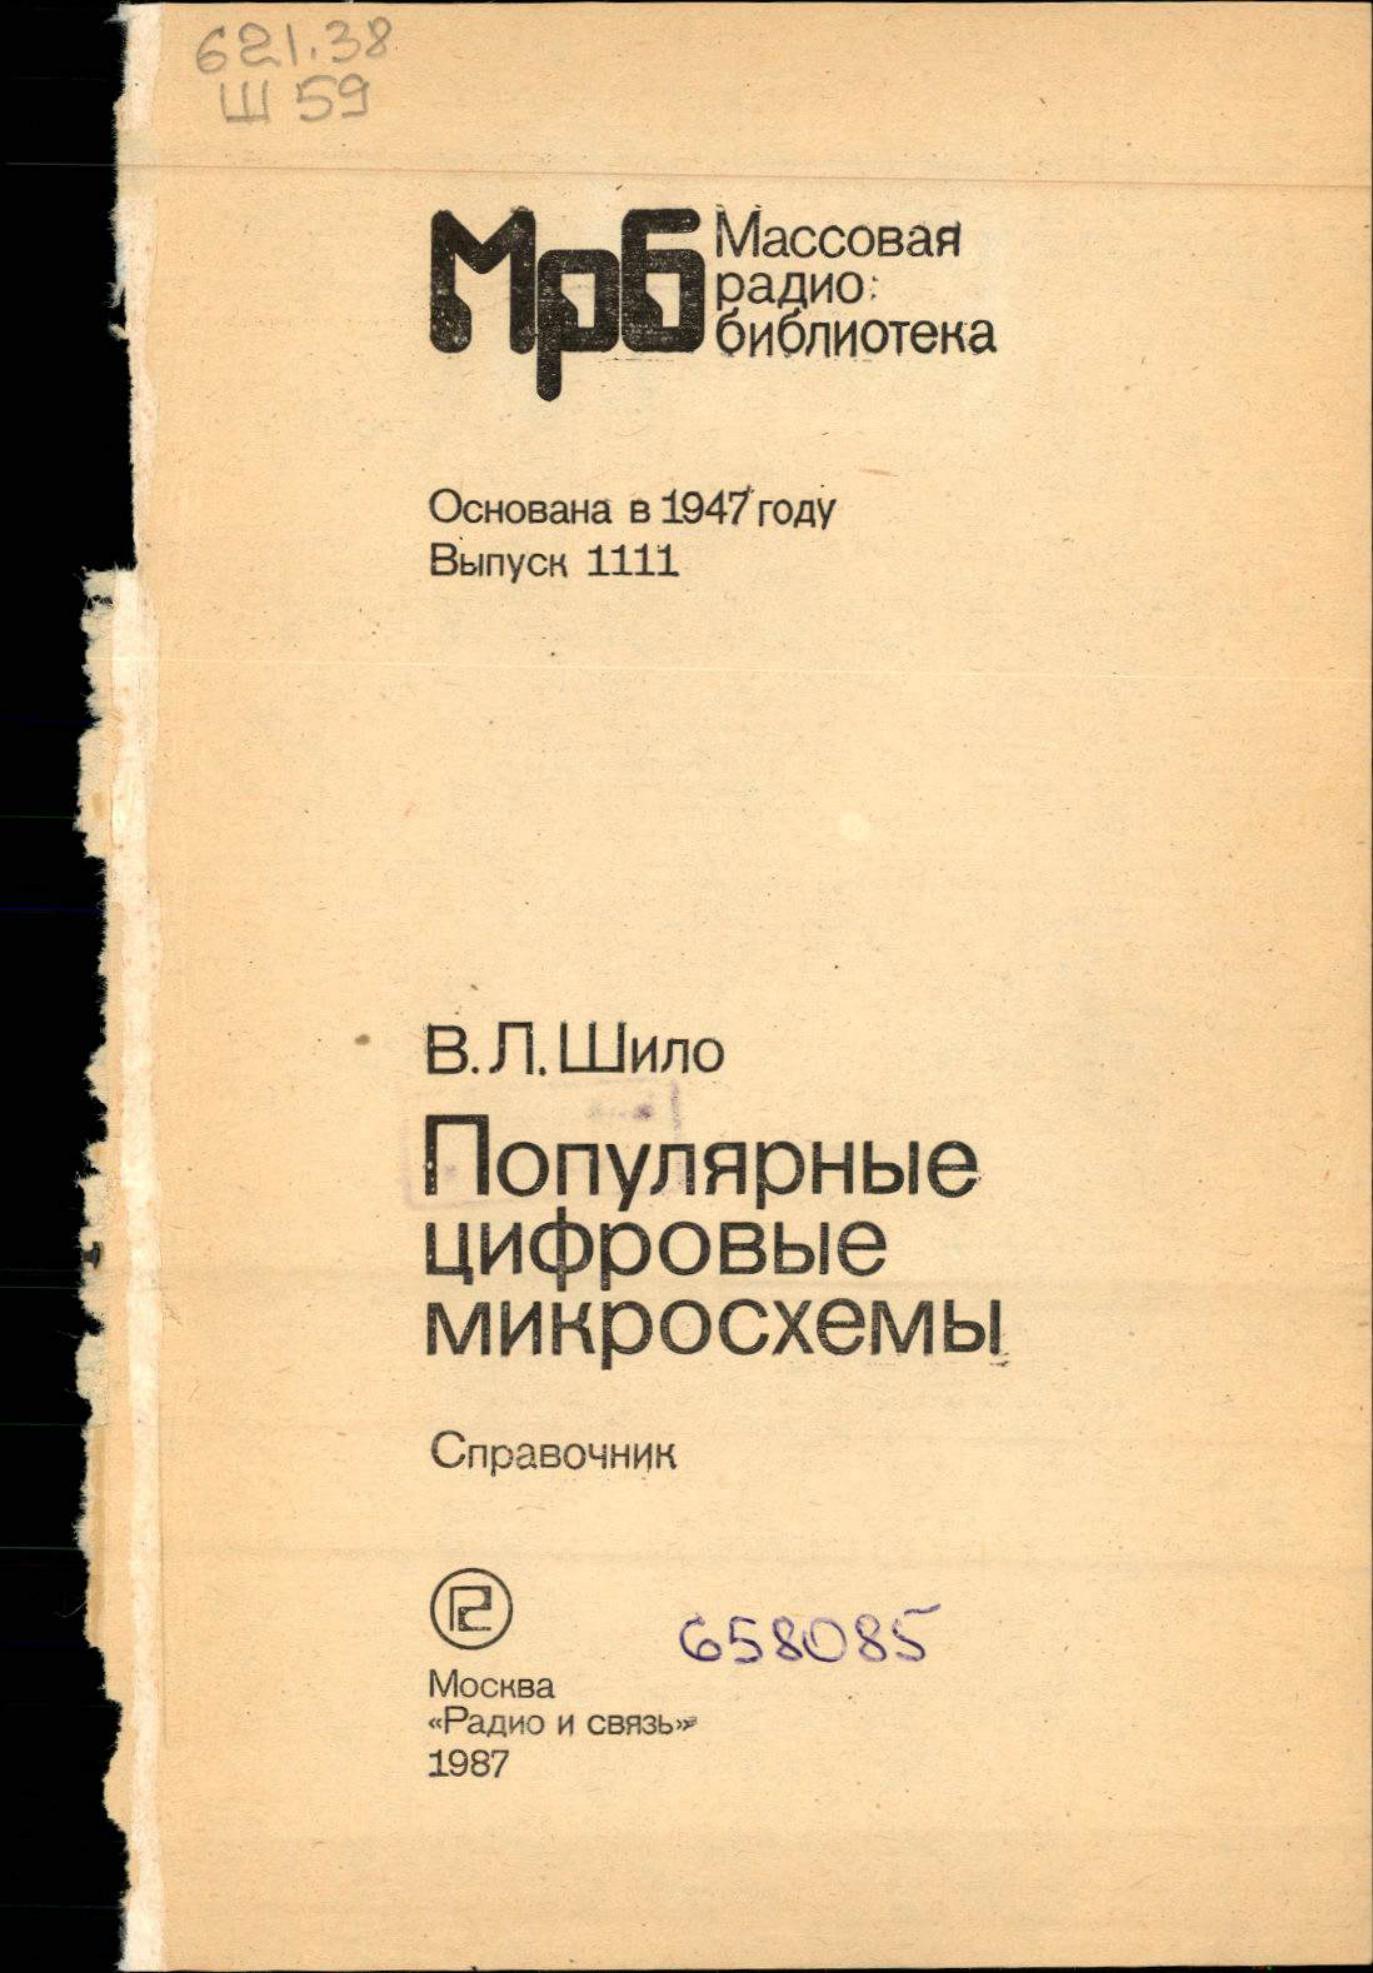 621.38
Ш 59
Мрб Массовая
радио
библиотека
Основана в 1947 году
Выпуск 1111
В. Л. Шило
Популярные
цифровые
микросхемы
Справочник
658085
Москва
«Радио и связь»
1987